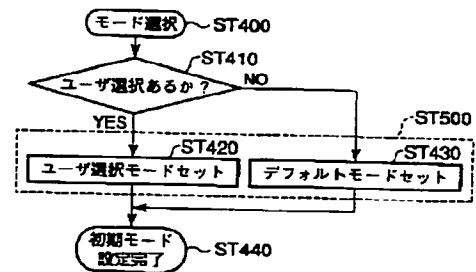 モード選択
ST400
ST410
ユーザ選択あるか?
NO
YES
ST500
ST420
ST430
ユーザ選択モードセット
デフォルトモードセット
初期モード
設定完了
ST440